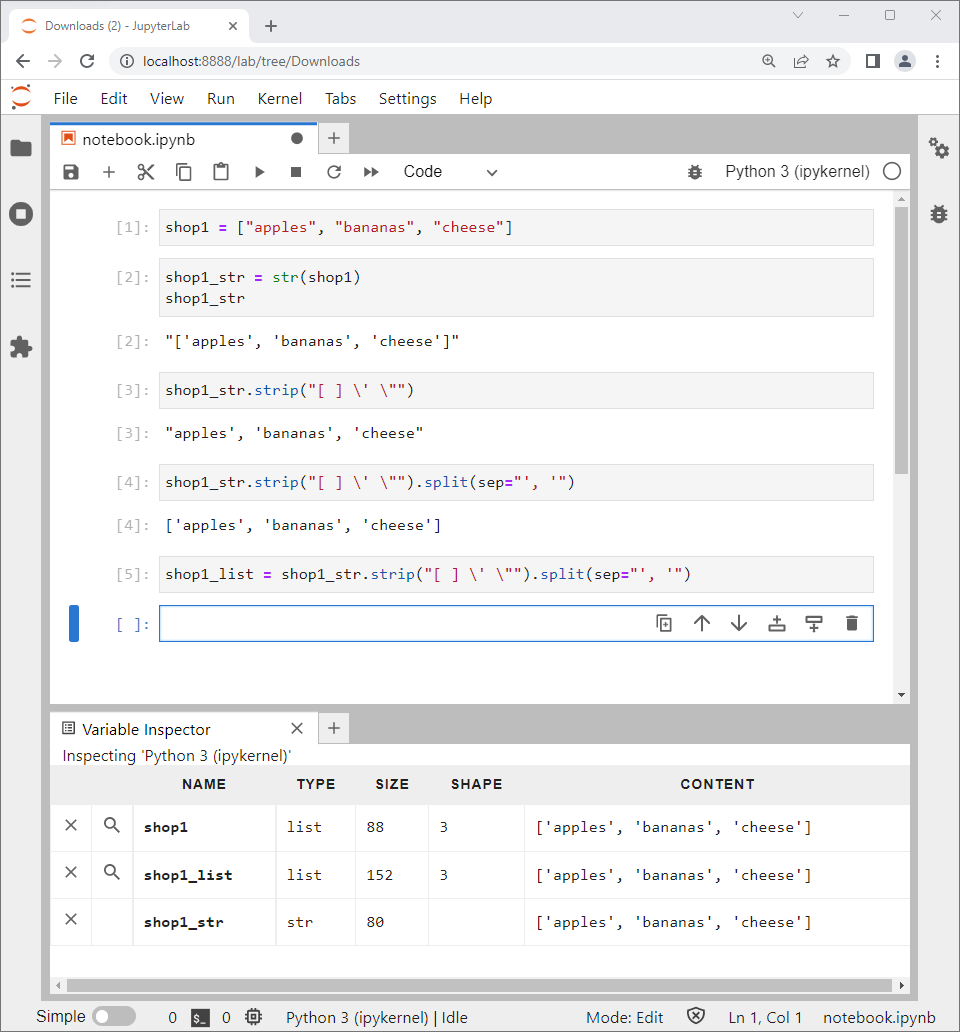 Downloads (2) - JupyterLab
localhost:8888/lab/tree/Downloads
File Edit View Run Kernel Tabs Settings Help
notebook.ipynb
Code Python 3 (ipykernel)
[1]: shop1 = ["apples", "bananas", "cheese"]
[2]: shop1_str = str(shop1)
shop1_str
[2]: "['apples', 'bananas', 'cheese']"
[3]: shop1_str.strip("[ ] \' \"")
[3]: "apples', 'bananas', 'cheese"
[4]: shop1_str.strip("[ ] \' \"").split(sep="', '")
[4]: ['apples', 'bananas', 'cheese']
[5]: shop1_list = shop1_str.strip("[ ] \' \"").split(sep="', '")
[ ]:
Variable Inspector
Inspecting 'Python 3 (ipykernel)'
NAME TYPE SIZE SHAPE CONTENT
shop1 list 88 3 ['apples', 'bananas', 'cheese']
shop1_list list 152 3 ['apples', 'bananas', 'cheese']
shop1_str str 80 ['apples', 'bananas', 'cheese']
Simple 0 $_ 0 Python 3 (ipykernel) | Idle Mode: Edit Ln 1, Col 1 notebook.ipynb